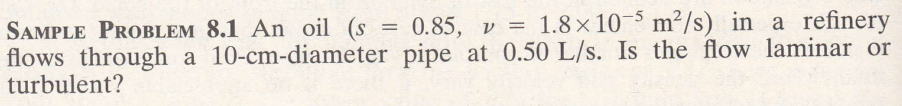 SAMPLE PROBLEM 8.1 An oil (s = 0.85, ν = 1.8×10⁻⁵ m²/s) in a refinery
flows through a 10-cm-diameter pipe at 0.50 L/s. Is the flow laminar or
turbulent?